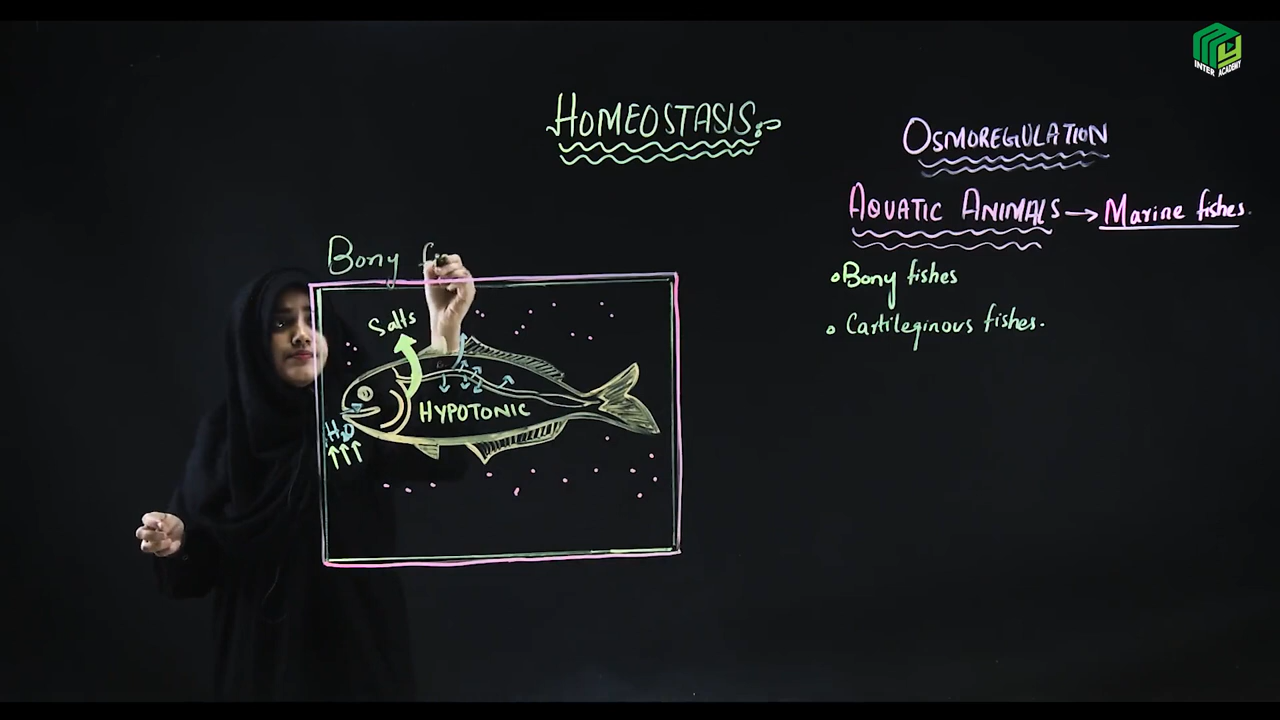 INTER ACADEMY
HOMEOSTASIS:-
OSMOREGULATION
AQUATIC ANIMALS → Marine fishes.
Bony fishes
Cartileginous fishes.
Bony
Salts
HYPOTONIC
H₂O